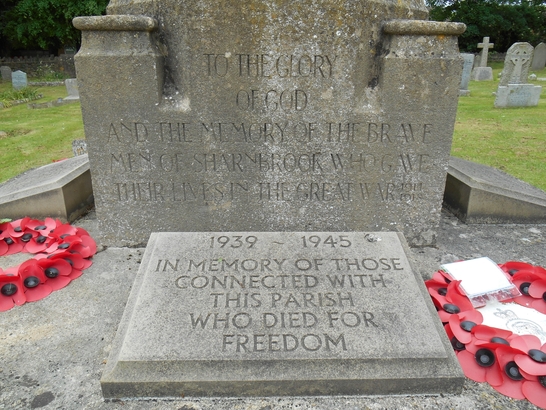 TO THE GLORY
OF GOD
AND THE MEMORY OF THE BRAVE
MEN OF SHARNBROOK WHO GAVE
THEIR LIVES IN THE GREAT WAR
1939 ~ 1945
IN MEMORY OF THOSE
CONNECTED WITH
THIS PARISH
WHO DIED FOR
FREEDOM